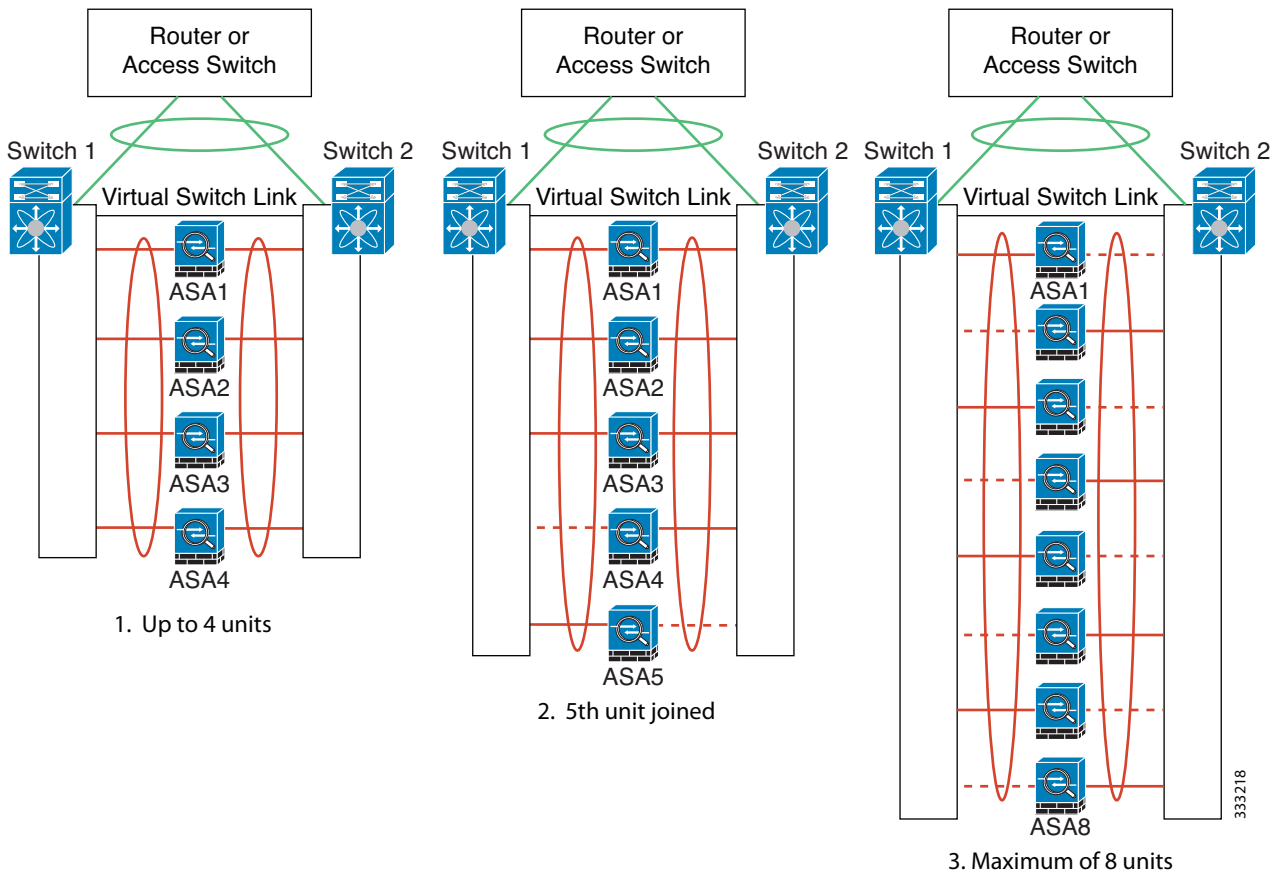 Router or
Access Switch
Switch 1
Switch 2
Virtual Switch Link
ASA1
ASA2
ASA3
ASA4
1. Up to 4 units
Router or
Access Switch
Switch 1
Switch 2
Virtual Switch Link
ASA1
ASA2
ASA3
ASA4
ASA5
2. 5th unit joined
Router or
Access Switch
Switch 1
Switch 2
Virtual Switch Link
ASA1
ASA8
333218
3. Maximum of 8 units